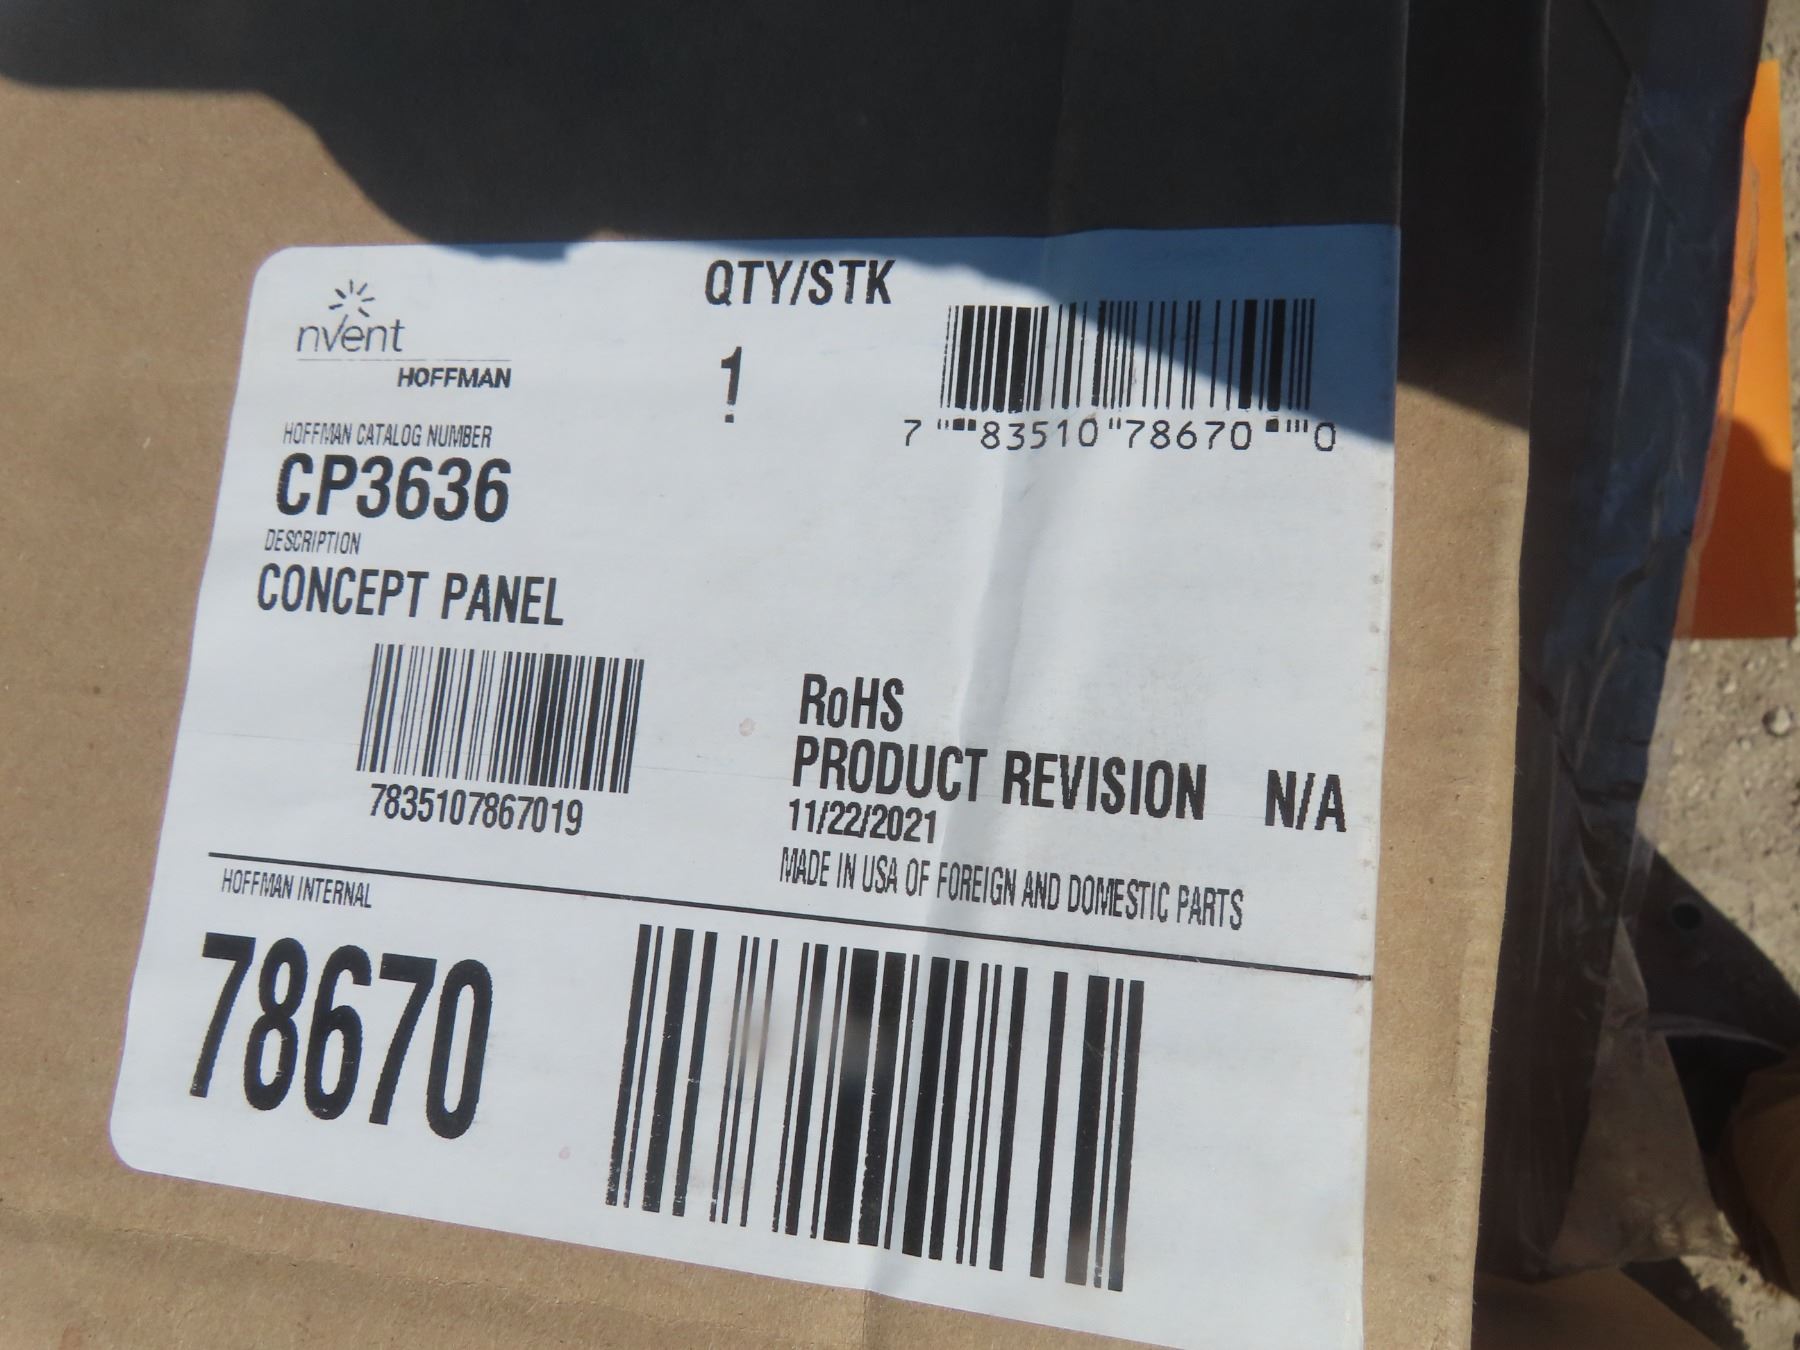 nvent
HOFFMAN
QTY/STK
1
7 83510 78670 0
HOFFMAN CATALOG NUMBER
CP3636
DESCRIPTION
CONCEPT PANEL
7835107867019
RoHS
PRODUCT REVISION N/A
11/22/2021
MADE IN USA OF FOREIGN AND DOMESTIC PARTS
HOFFMAN INTERNAL
78670